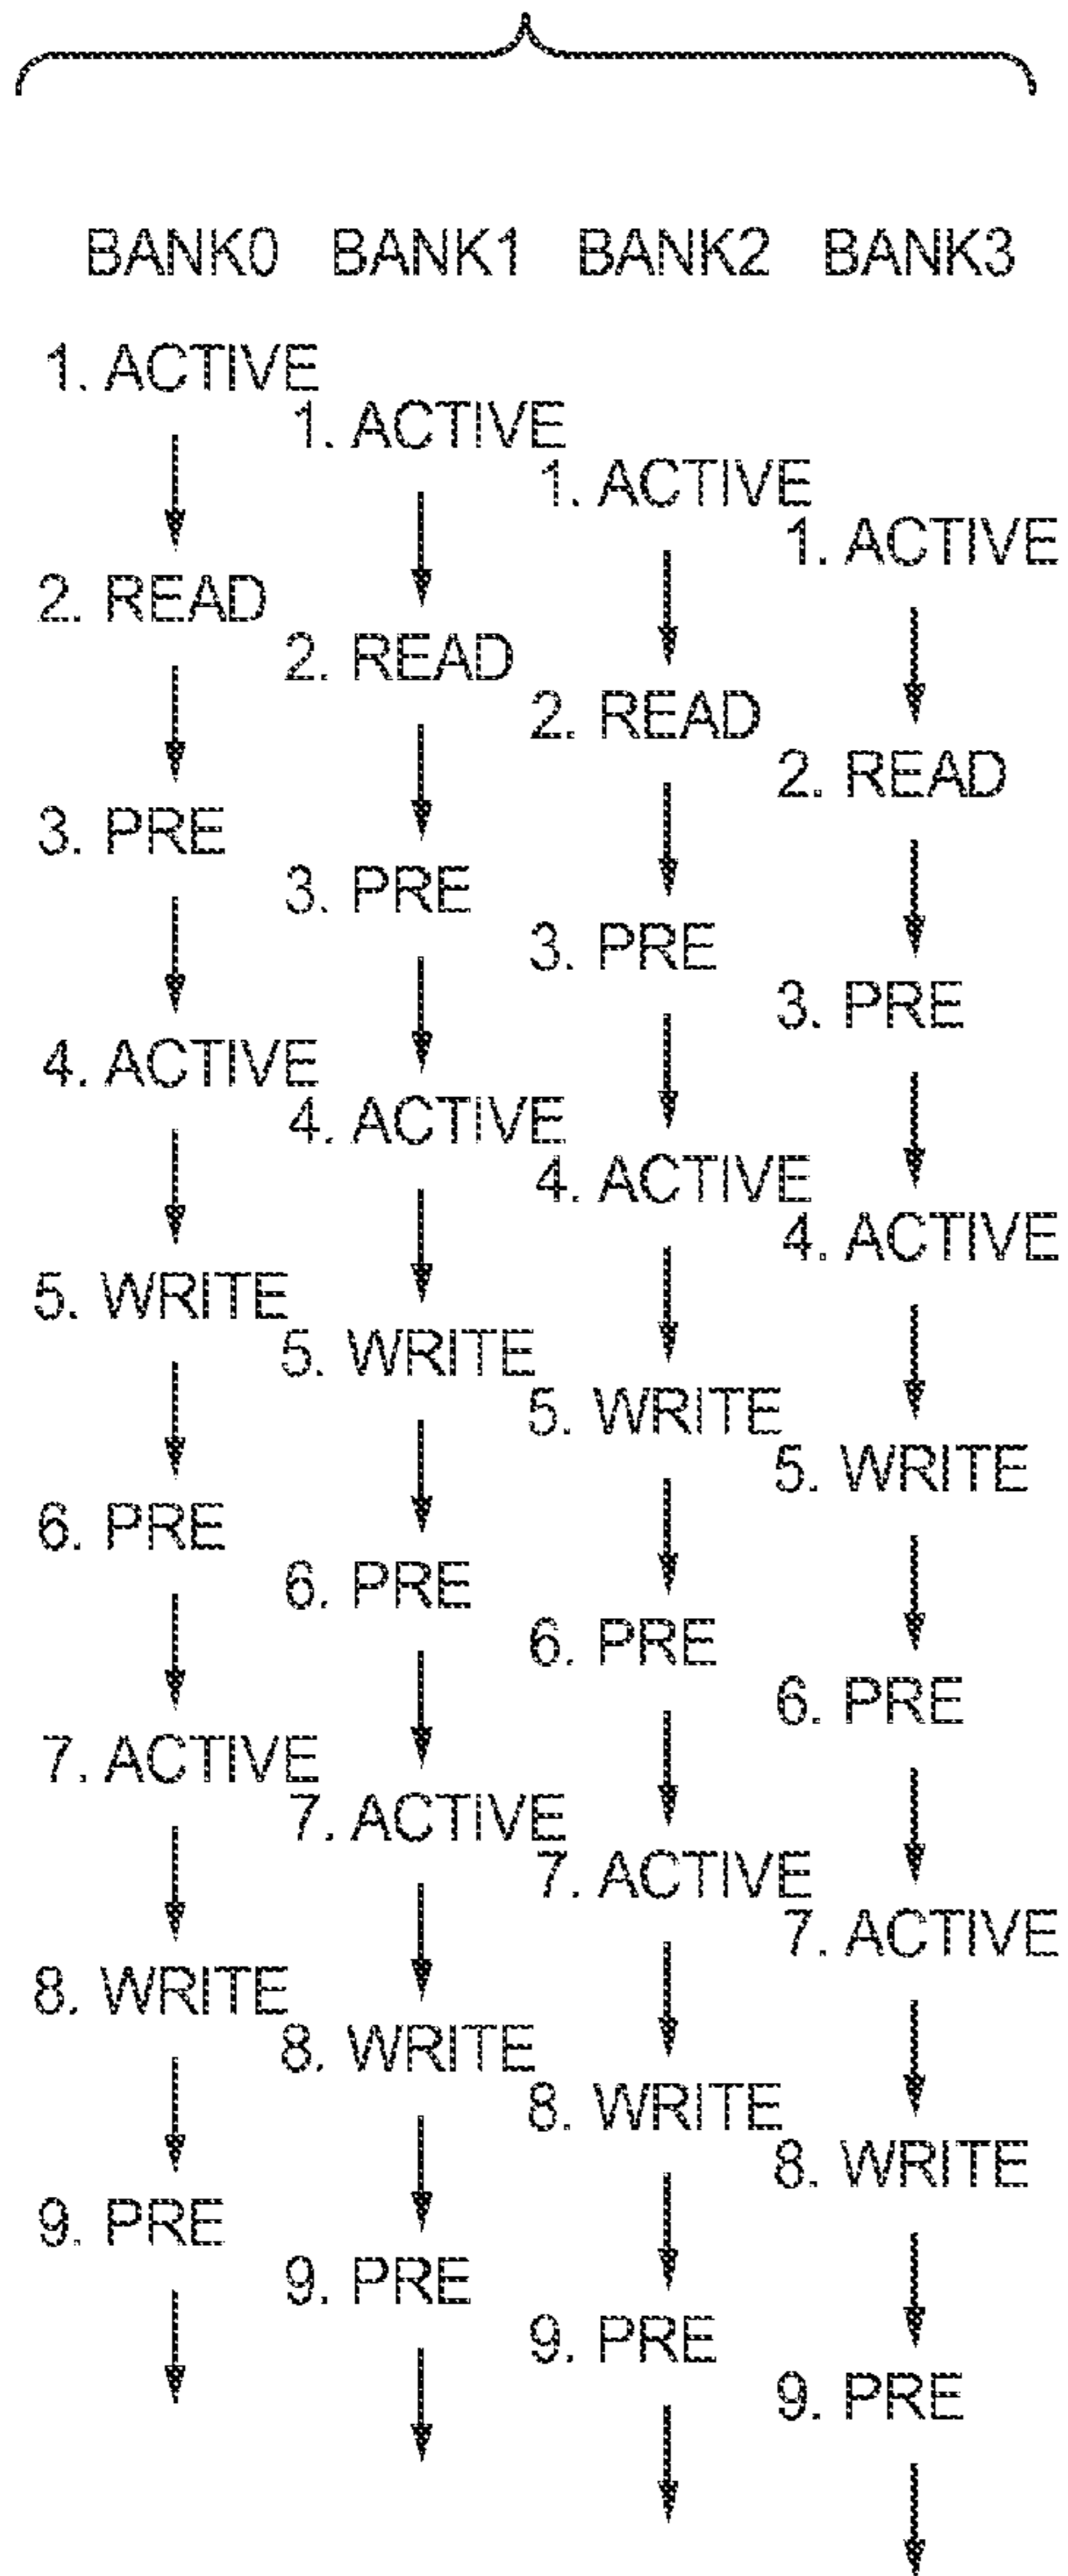 BANK0 BANK1 BANK2 BANK3
1. ACTIVE
1. ACTIVE
1. ACTIVE
1. ACTIVE
2. READ
2. READ
2. READ
2. READ
3. PRE
3. PRE
3. PRE
3. PRE
4. ACTIVE
4. ACTIVE
4. ACTIVE
4. ACTIVE
5. WRITE
5. WRITE
5. WRITE
5. WRITE
6. PRE
6. PRE
6. PRE
6. PRE
7. ACTIVE
7. ACTIVE
7. ACTIVE
7. ACTIVE
8. WRITE
8. WRITE
8. WRITE
8. WRITE
9. PRE
9. PRE
9. PRE
9. PRE